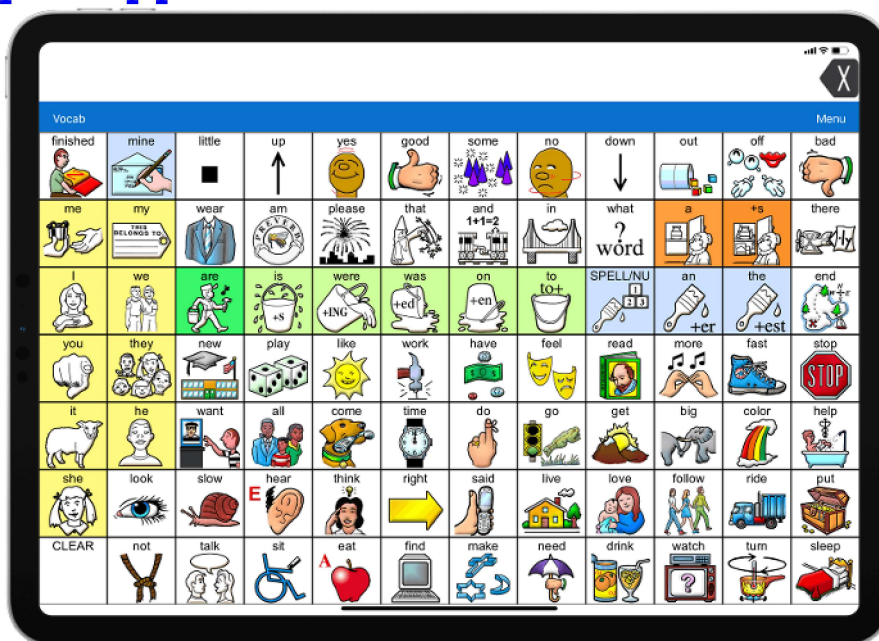 X
Vocab Menu
finished mine little up yes good some no down out off bad
me my wear am please that and in what a +s there
THIS BELONGS TO PREVERB 1+1=2 ? word ly
I we are is were was on to SPELL/NU an the end
+S +ING +ed +en to+ 1 2 3 +er +est
you they new play like work have feel read more fast stop
STOP
it he want all come time do go get big color help
she look slow hear think right said live love follow ride put
E
CLEAR not talk sit eat find make need drink watch turn sleep
A ?